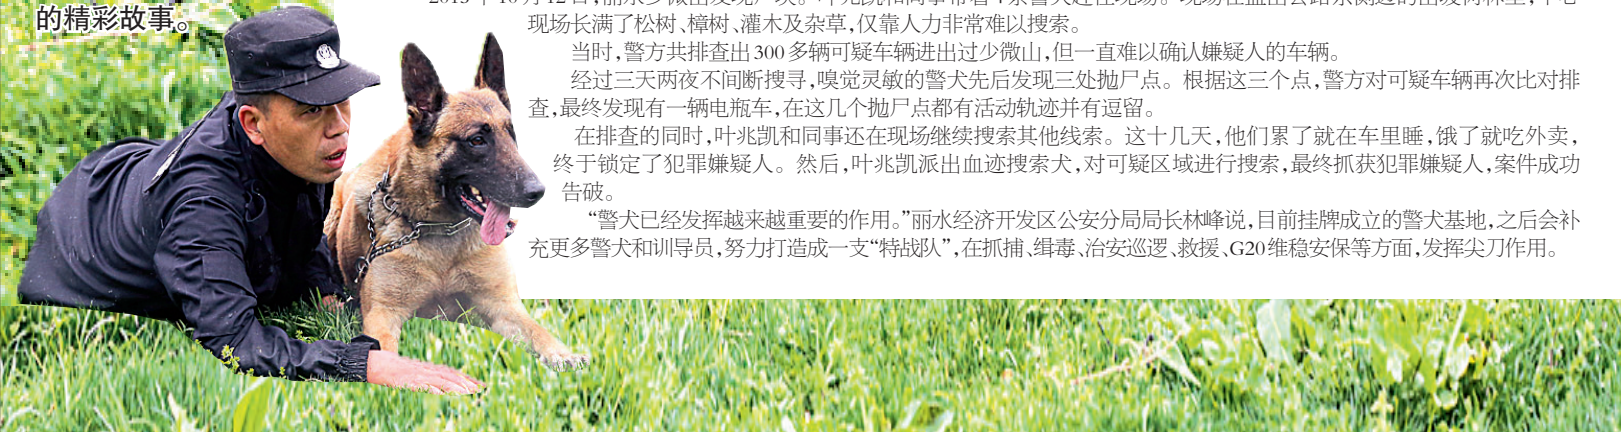 的精彩故事。
现场长满了松树、樟树、灌木及杂草,仅靠人力非常难以搜索。
当时,警方共排查出300多辆可疑车辆进出过少微山,但一直难以确认嫌疑人的车辆。
经过三天两夜不间断搜寻,嗅觉灵敏的警犬先后发现三处抛尸点。根据这三个点,警方对可疑车辆再次比对排
查,最终发现有一辆电瓶车,在这几个抛尸点都有活动轨迹并有逗留。
在排查的同时,叶兆凯和同事还在现场继续搜索其他线索。这十几天,他们累了就在车里睡,饿了就吃外卖,
终于锁定了犯罪嫌疑人。然后,叶兆凯派出血迹搜索犬,对可疑区域进行搜索,最终抓获犯罪嫌疑人,案件成功
告破。
“警犬已经发挥越来越重要的作用。”丽水经济开发区公安分局局长林峰说,目前挂牌成立的警犬基地,之后会补
充更多警犬和训导员,努力打造成一支“特战队”,在抓捕、缉毒、治安巡逻、救援、G20维稳安保等方面,发挥尖刀作用。